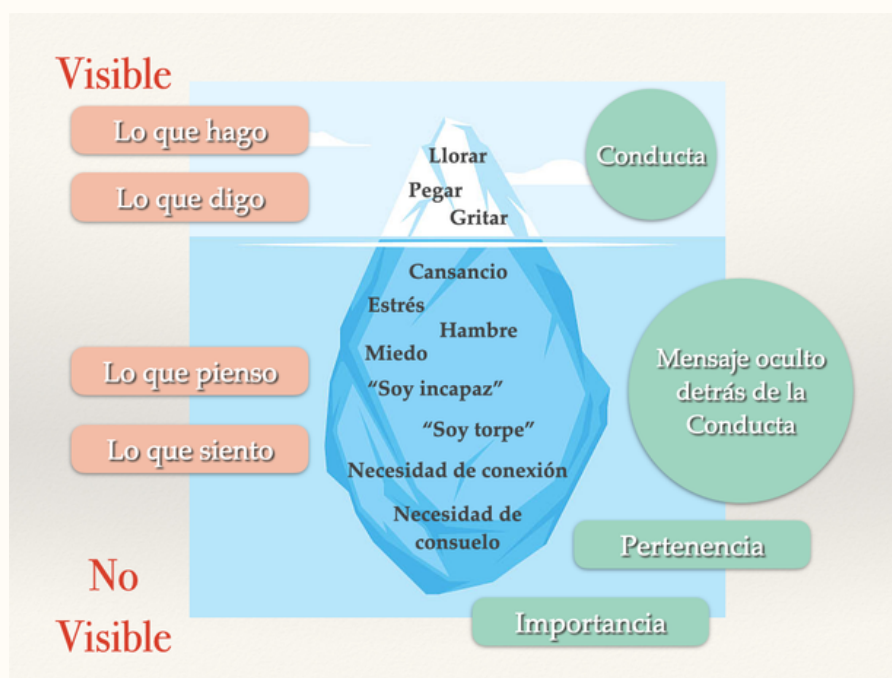 Visible
Lo que hago
Lo que digo
Llorar
Pegar
Gritar
Conducta
Cansancio
Estrés
Hambre
Miedo
“Soy incapaz”
“Soy torpe”
Necesidad de conexión
Necesidad de
consuelo
Lo que pienso
Lo que siento
Mensaje oculto
detrás de la
Conducta
Pertenencia
Importancia
No
Visible